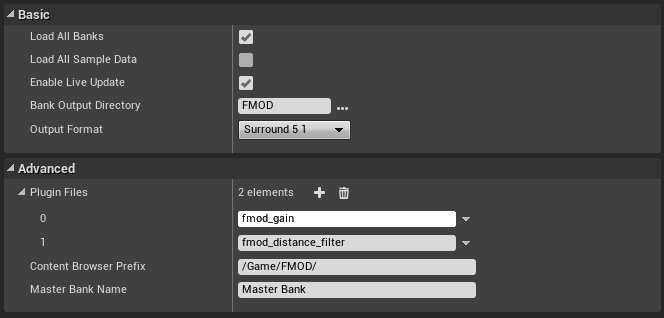 Basic
Load All Banks
Load All Sample Data
Enable Live Update
Bank Output Directory FMOD ...
Output Format Surround 5 1
Advanced
Plugin Files 2 elements
0 fmod_gain
1 fmod_distance_filter
Content Browser Prefix /Game/FMOD/
Master Bank Name Master Bank